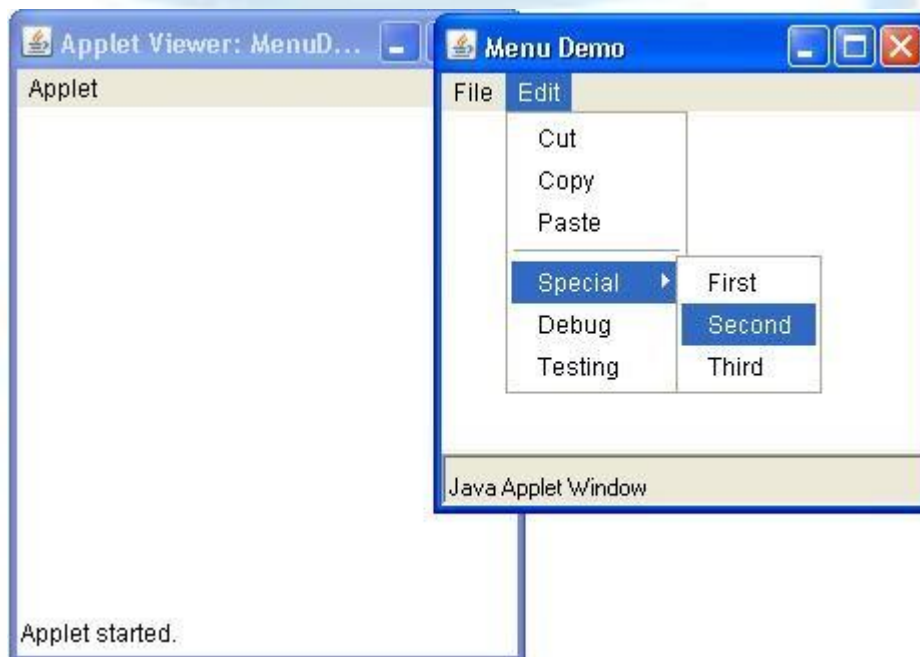 Applet Viewer: MenuD...
Applet
Applet started.
Menu Demo
File Edit
Cut
Copy
Paste
Special
Debug
Testing
First
Second
Third
Java Applet Window